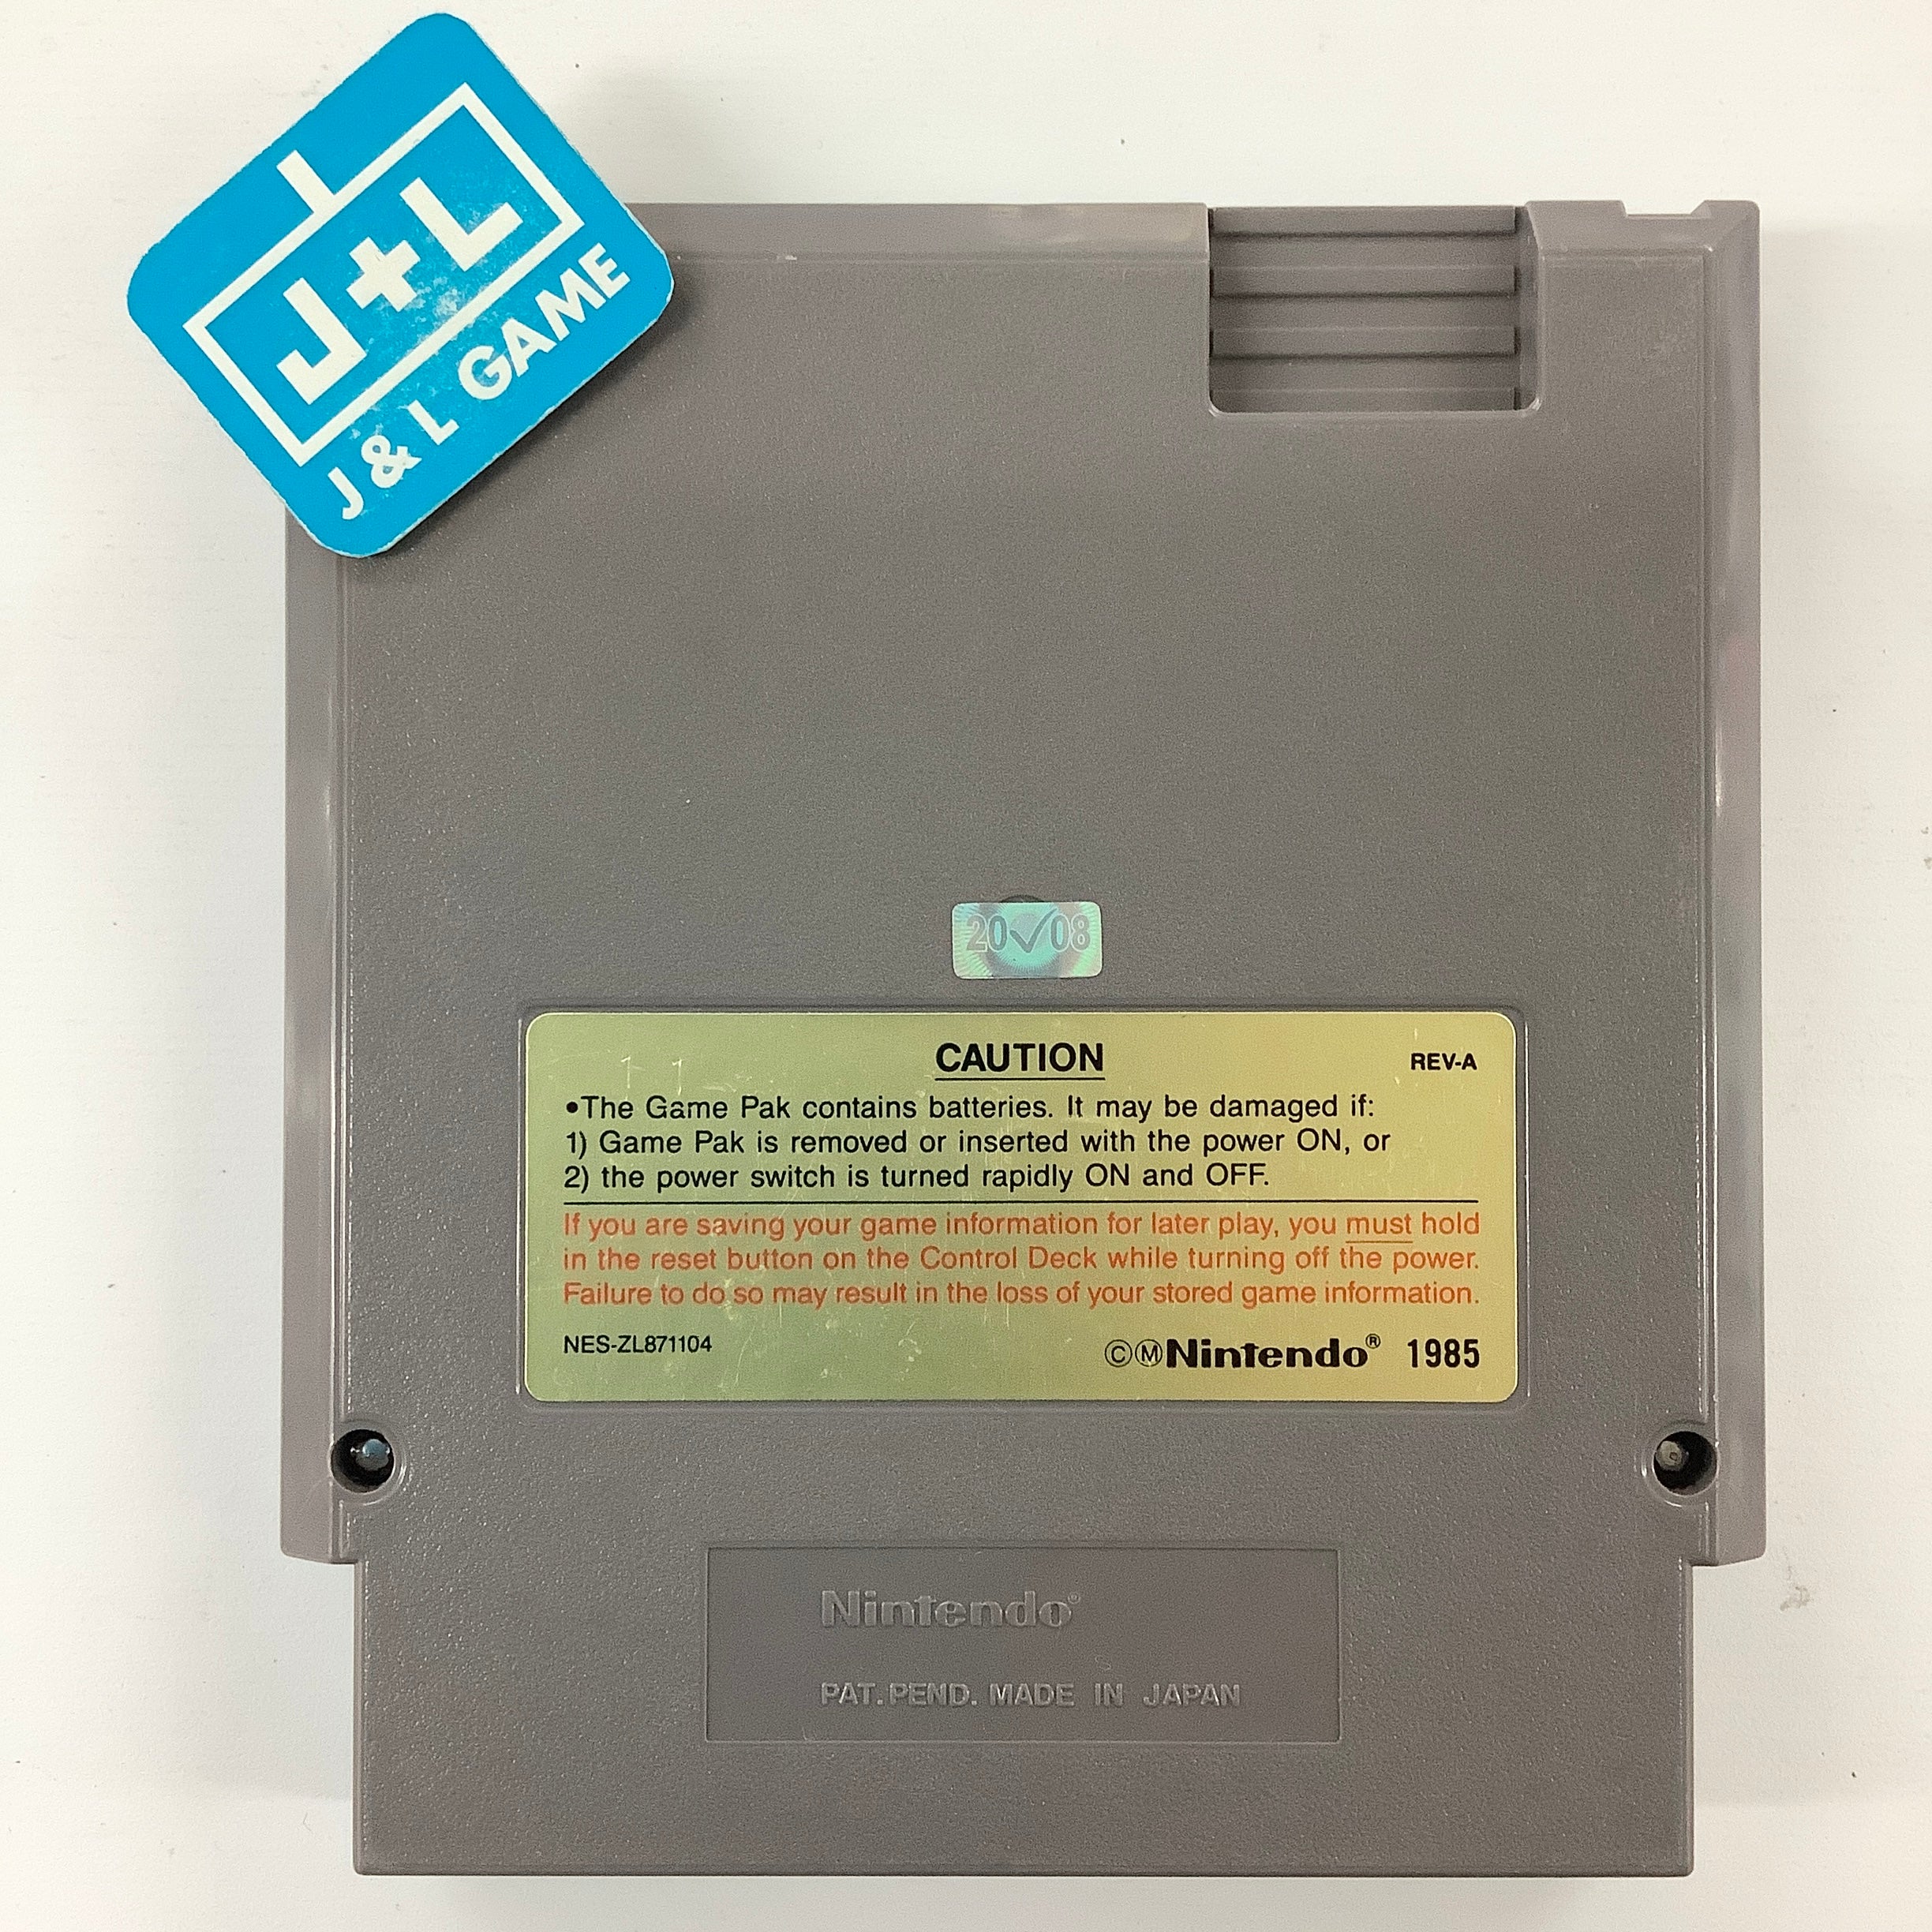 J+L
J & L GAME
20✓08
CAUTION
REV-A
•The Game Pak contains batteries. It may be damaged if:
1) Game Pak is removed or inserted with the power ON, or
2) the power switch is turned rapidly ON and OFF.
If you are saving your game information for later play, you must hold
in the reset button on the Control Deck while turning off the power.
Failure to do so may result in the loss of your stored game information.
NES-ZL871104
ⒸⓂNintendo® 1985
Nintendo®
PAT. PEND. MADE IN JAPAN